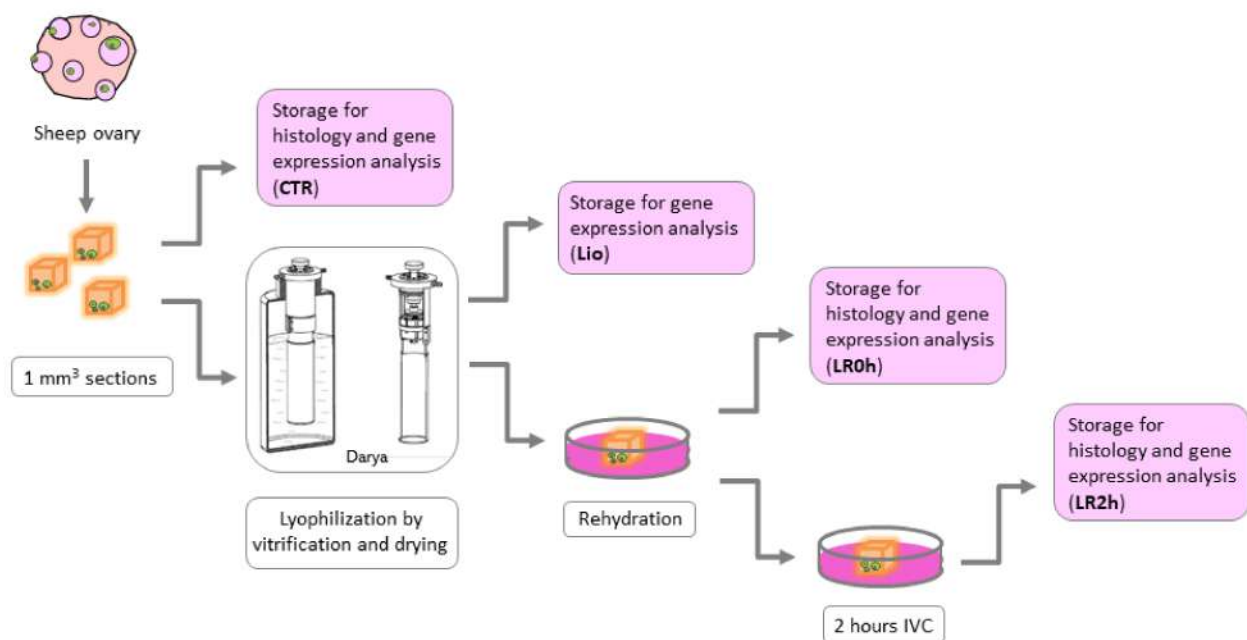 Sheep ovary
1 mm³ sections
Storage for
histology and gene
expression analysis
(CTR)
Darya
Lyophilization by
vitrification and drying
Storage for gene
expression analysis
(Lio)
Rehydration
Storage for
histology and gene
expression analysis
(LR0h)
2 hours IVC
Storage for
histology and gene
expression analysis
(LR2h)